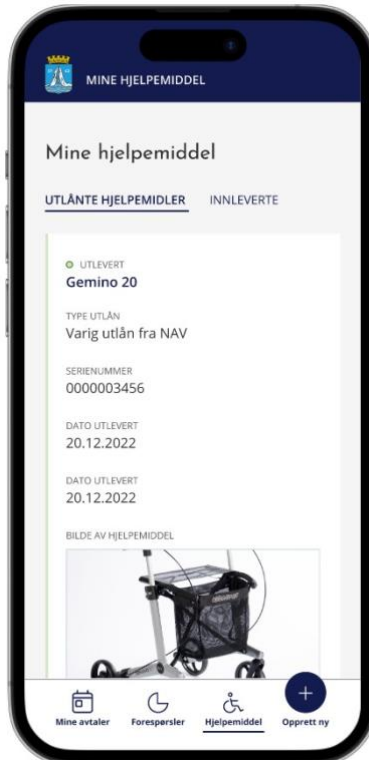 MINE HJELPEMIDDEL
Mine hjelpemiddel
UTLÅNTE HJELPEMIDLER INNLEVERTE
UTLEVERT
Gemino 20
TYPE UTLÅN
Varig utlån fra NAV
SERIENUMMER
0000003456
DATO UTLEVERT
20.12.2022
DATO UTLEVERT
20.12.2022
BILDE AV HJELPEMIDDEL
Mine avtaler Forespørsler Hjelpemiddel Opprett ny